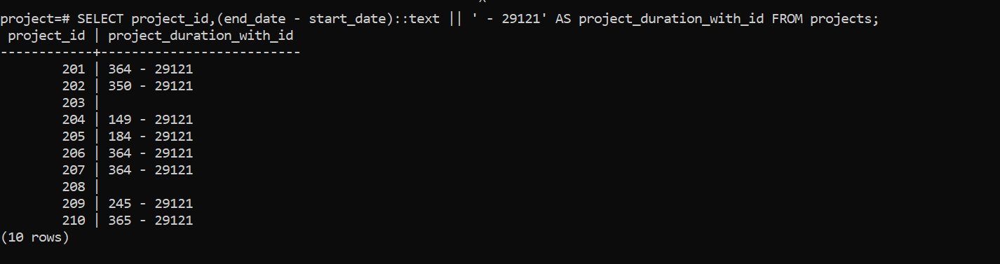 project=# SELECT project_id,(end_date - start_date)::text || ' - 29121' AS project_duration_with_id FROM projects;
 project_id | project_duration_with_id
------------+--------------------------
        201 | 364 - 29121
        202 | 350 - 29121
        203 |
        204 | 149 - 29121
        205 | 184 - 29121
        206 | 364 - 29121
        207 | 364 - 29121
        208 |
        209 | 245 - 29121
        210 | 365 - 29121
(10 rows)